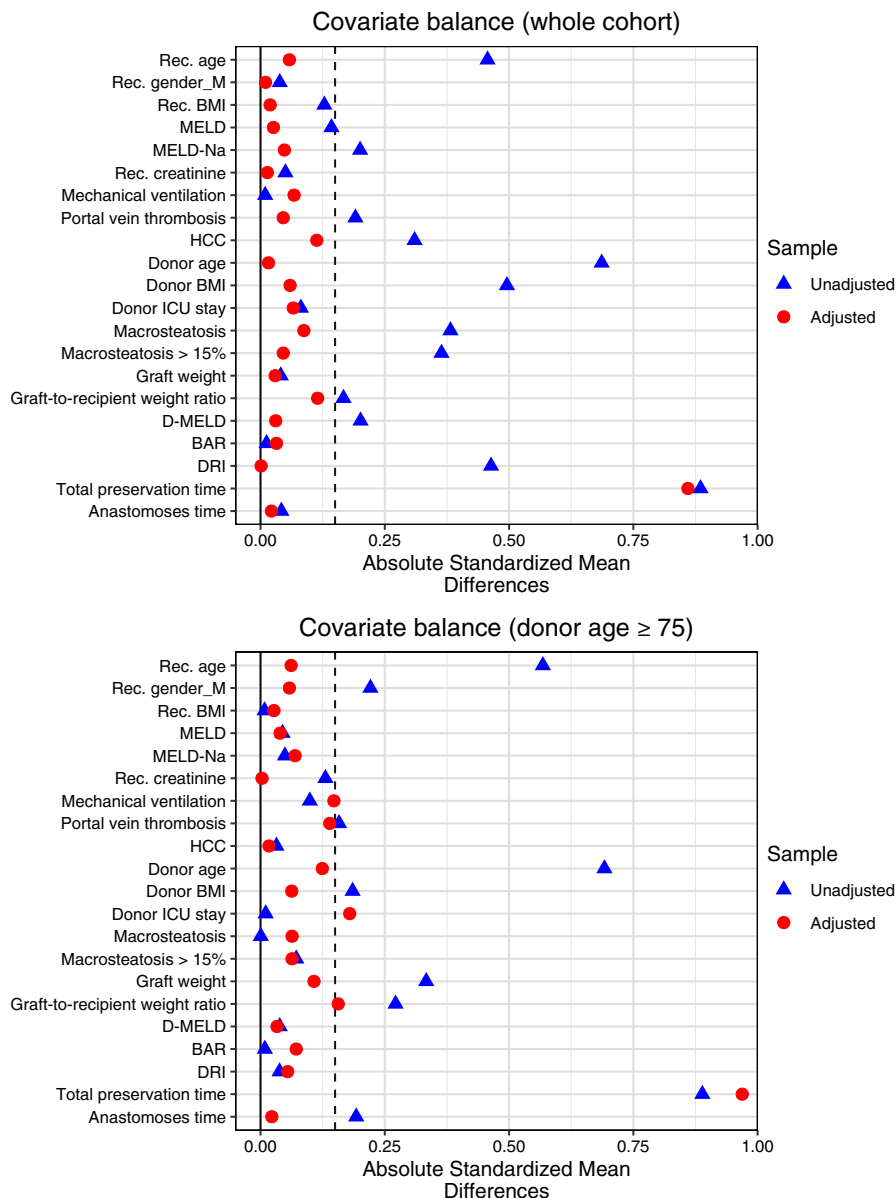 Covariate balance (whole cohort)
Rec. age
Rec. gender_M
Rec. BMI
MELD
MELD-Na
Rec. creatinine
Mechanical ventilation
Portal vein thrombosis
HCC
Donor age
Donor BMI
Donor ICU stay
Macrosteatosis
Macrosteatosis > 15%
Graft weight
Graft-to-recipient weight ratio
D-MELD
BAR
DRI
Total preservation time
Anastomoses time
0.00 0.25 0.50 0.75 1.00
Absolute Standardized Mean
Differences
Sample
Unadjusted
Adjusted
Covariate balance (donor age ≥ 75)
Rec. age
Rec. gender_M
Rec. BMI
MELD
MELD-Na
Rec. creatinine
Mechanical ventilation
Portal vein thrombosis
HCC
Donor age
Donor BMI
Donor ICU stay
Macrosteatosis
Macrosteatosis > 15%
Graft weight
Graft-to-recipient weight ratio
D-MELD
BAR
DRI
Total preservation time
Anastomoses time
0.00 0.25 0.50 0.75 1.00
Absolute Standardized Mean
Differences
Sample
Unadjusted
Adjusted